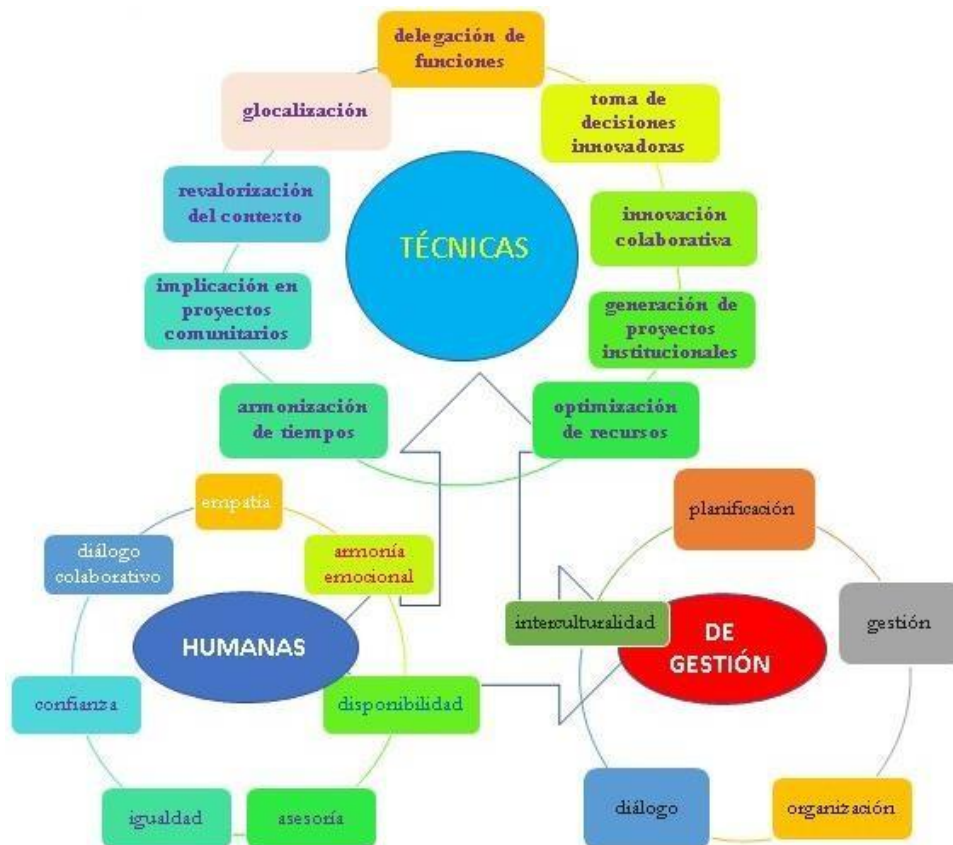 delegación de
funciones
glocalización
toma de
decisiones
innovadoras
revalorización
del contexto
innovación
colaborativa
TÉCNICAS
implicación en
proyectos
comunitarios
generación de
proyectos
institucionales
armonización
de tiempos
optimización
de recursos
empatía
diálogo
colaborativo
armonía
emocional
HUMANAS
confianza
disponibilidad
igualdad
asesoría
planificación
interculturalidad
gestión
DE
GESTIÓN
diálogo
organización